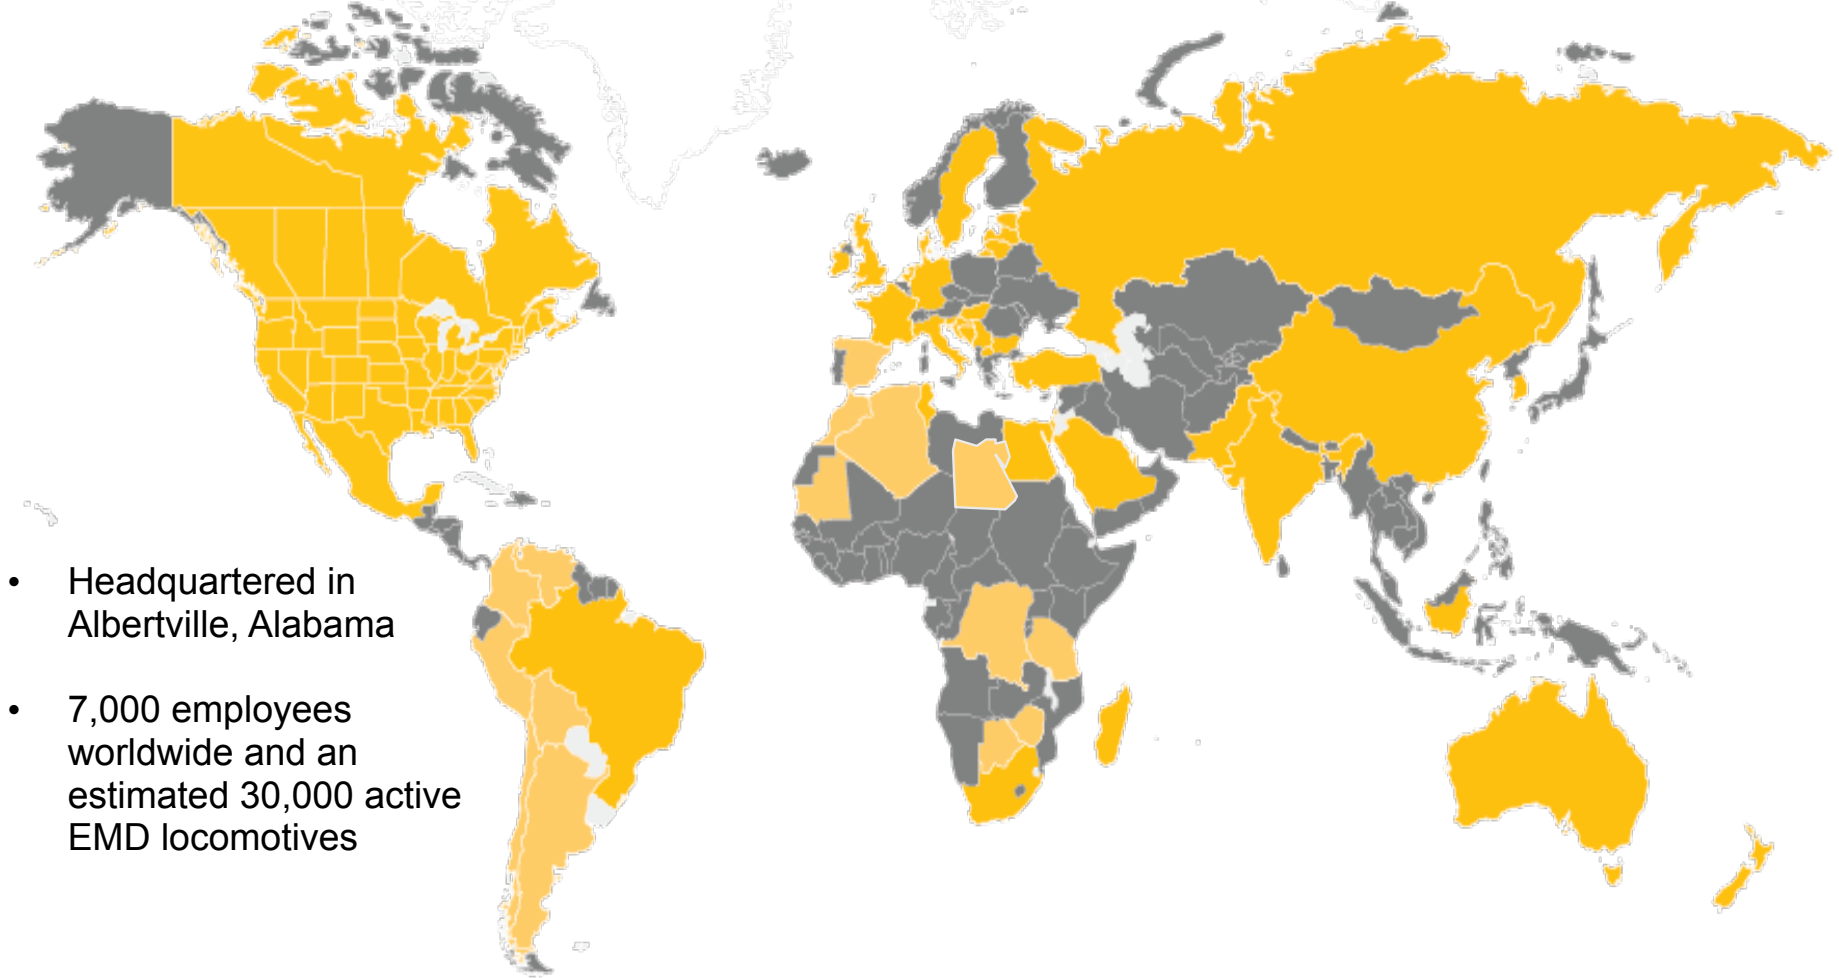 • Headquartered in
Albertville, Alabama
• 7,000 employees
worldwide and an
estimated 30,000 active
EMD locomotives